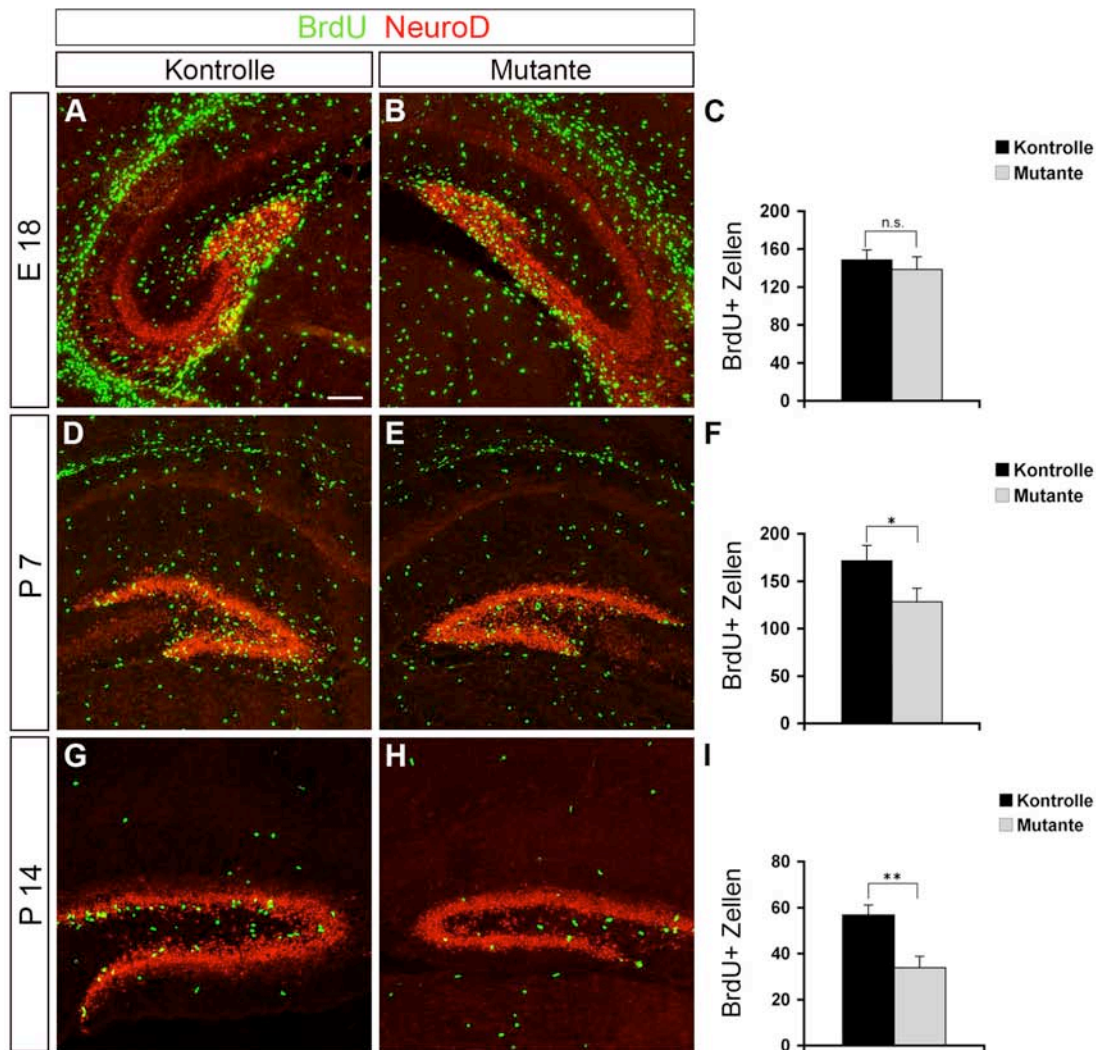 BrdU NeuroD
Kontrolle
Mutante
E 18
A
B
C
Kontrolle
Mutante
BrdU+ Zellen
200
160
120
80
40
0
n.s.
P 7
D
E
F
Kontrolle
Mutante
BrdU+ Zellen
200
150
100
50
0
*
P 14
G
H
I
Kontrolle
Mutante
BrdU+ Zellen
80
60
40
20
0
**